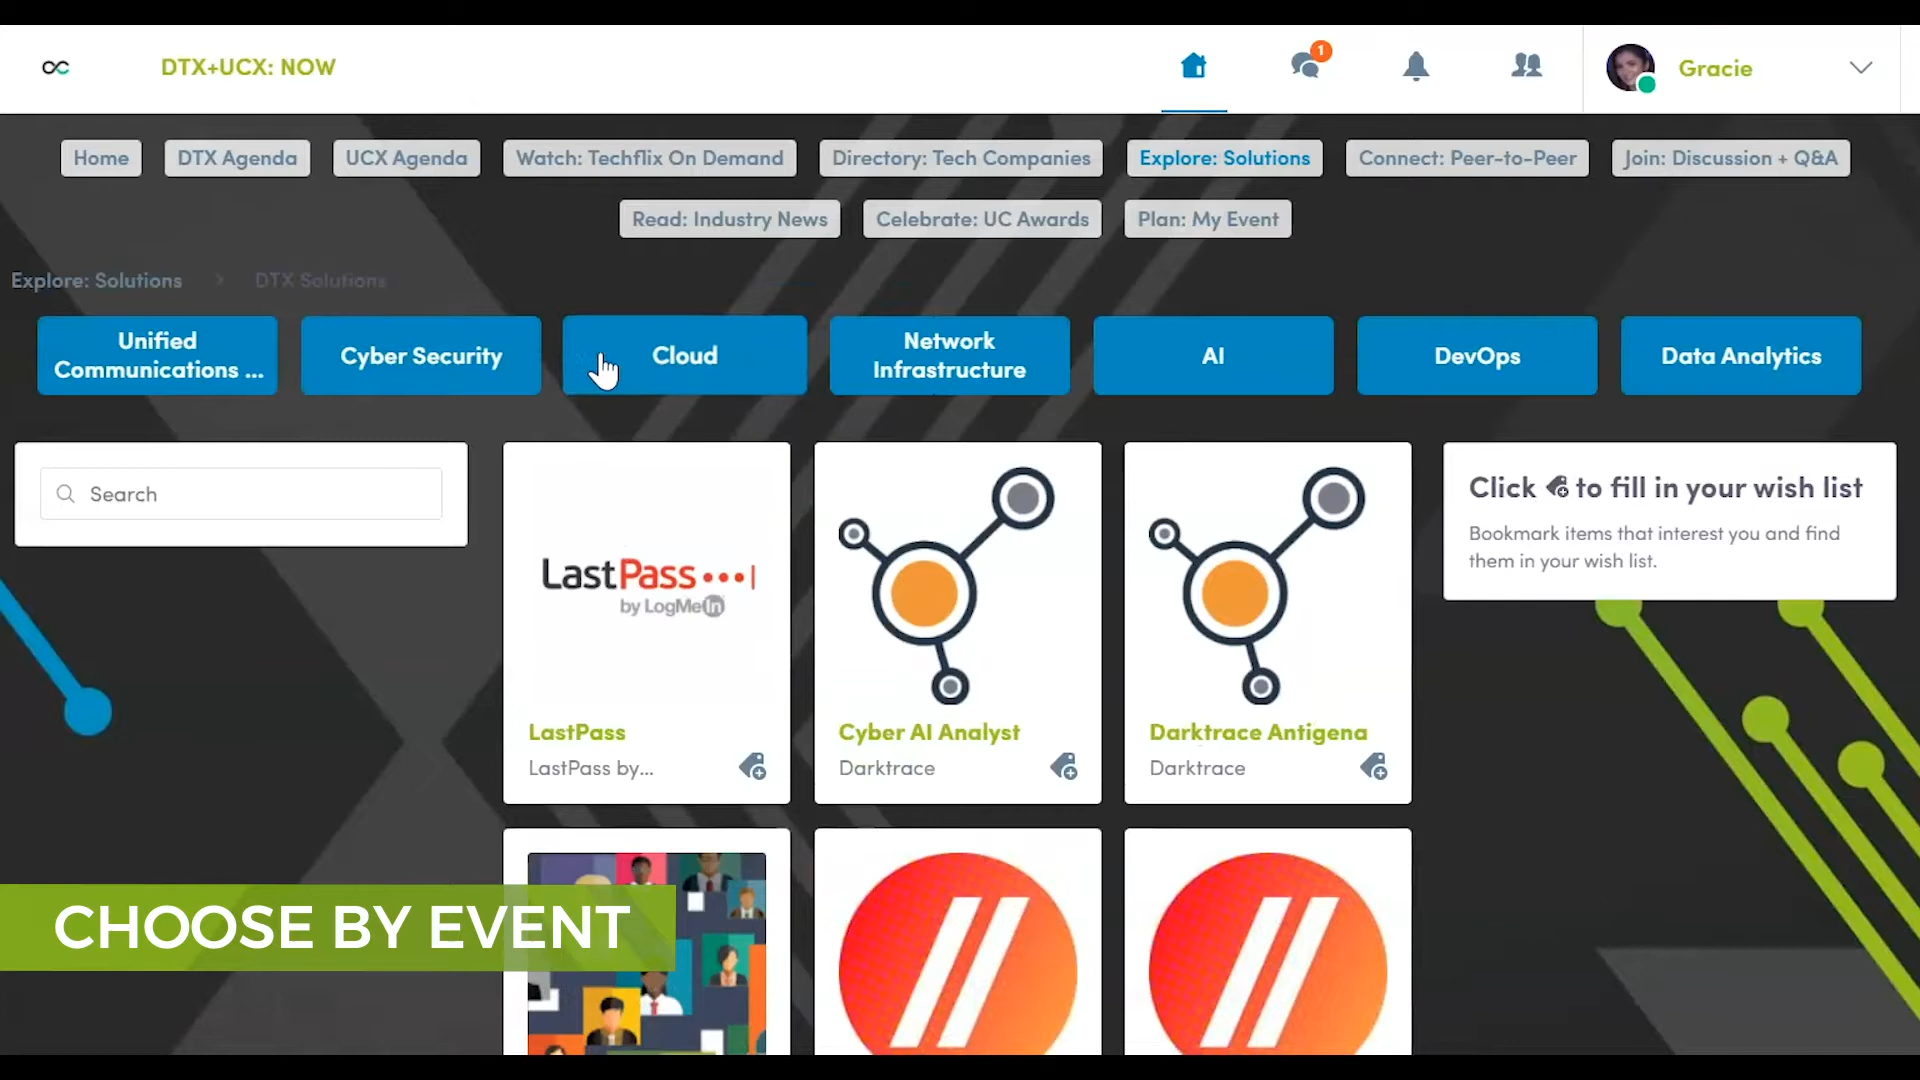 DTX+UCX: NOW
1
Gracie
Home
DTX Agenda
UCX Agenda
Watch: Techflix On Demand
Directory: Tech Companies
Explore: Solutions
Connect: Peer-to-Peer
Join: Discussion + Q&A
Read: Industry News
Celebrate: UC Awards
Plan: My Event
Explore: Solutions > DTX Solutions
Unified
Communications ...
Cyber Security
Cloud
Network
Infrastructure
AI
DevOps
Data Analytics
Search
LastPass
by LogMeIn
LastPass
LastPass by...
Cyber AI Analyst
Darktrace
Darktrace Antigena
Darktrace
Click to fill in your wish list
Bookmark items that interest you and find
them in your wish list.
CHOOSE BY EVENT